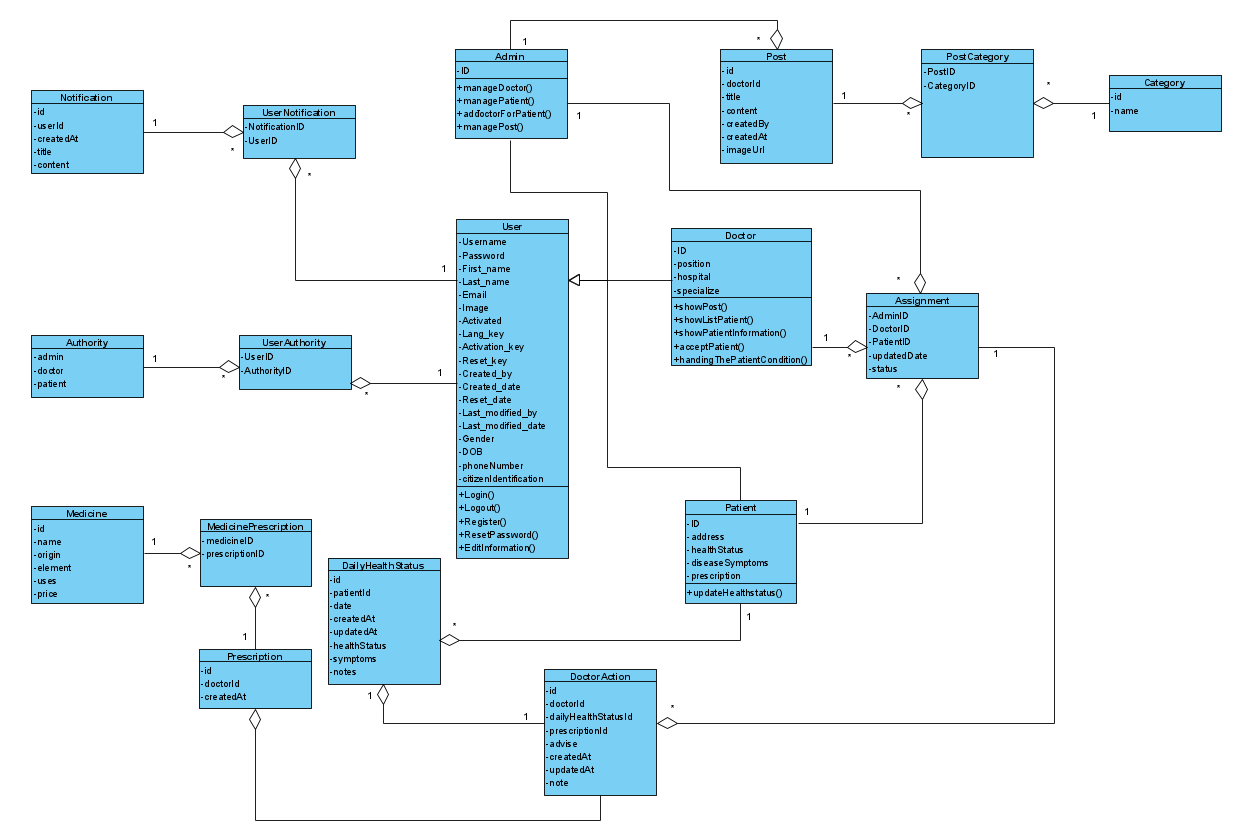 1
*
Admin
-ID
+manageDoctor()
+managePatient()
+addoctorForPatient()
+managePost()
1
Post
-id
-doctorId
-title
-content
-createdBy
-createdAt
-imageUrl
1
*
PostCategory
-PostID
-CategoryID
*
1
Category
-id
-name
Notification
-id
-userId
-createdAt
-title
-content
1
*
UserNotification
-NotificationID
-UserID
*
1
User
-Username
-Password
-First_name
-Last_name
-Email
-Image
-Activated
-Lang_key
-Activation_key
-Reset_key
-Created_by
-Created_date
-Reset_date
-Last_modified_by
-Last_modified_date
-Gender
-DOB
-phoneNumber
-citizenIdentification
+Login()
+Logout()
+Register()
+ResetPassword()
+EditInformation()
Doctor
-ID
-position
-hospital
-specialize
+showPost()
+showListPatient()
+showPatientInformation()
+acceptPatient()
+handingThePatientCondition()
1
*
*
Assignment
-AdminID
-DoctorID
-PatientID
-updatedDate
-status
1
*
Authority
-admin
-doctor
-patient
1
*
UserAuthority
-UserID
-AuthorityID
*
1
Medicine
-id
-name
-origin
-element
-uses
-price
1
*
MedicinePrescription
-medicineID
-prescriptionID
*
1
Prescription
-id
-doctorId
-createdAt
DailyHealthStatus
-id
-patientId
-date
-createdAt
-updatedAt
-healthStatus
-symptoms
-notes
*
1
1
Patient
-ID
-address
-healthStatus
-diseaseSymptoms
-prescription
+updateHealthstatus()
1
1
DoctorAction
-id
-doctorId
-dailyHealthStatusId
-prescriptionId
-advise
-createdAt
-updatedAt
-note
*